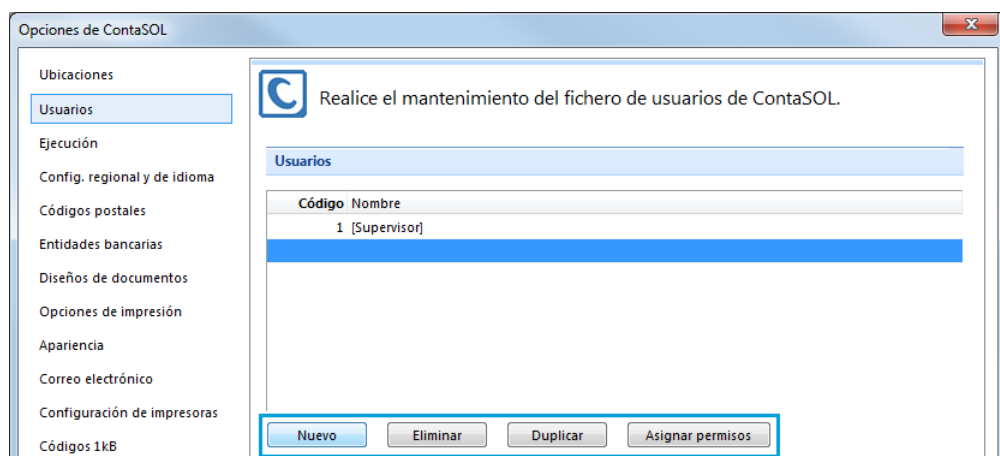 Opciones de ContaSOL
Ubicaciones
Usuarios
Ejecución
Config. regional y de idioma
Códigos postales
Entidades bancarias
Diseños de documentos
Opciones de impresión
Apariencia
Correo electrónico
Configuración de impresoras
Códigos 1kB
Realice el mantenimiento del fichero de usuarios de ContaSOL.
Usuarios
Código Nombre
1 [Supervisor]
Nuevo Eliminar Duplicar Asignar permisos